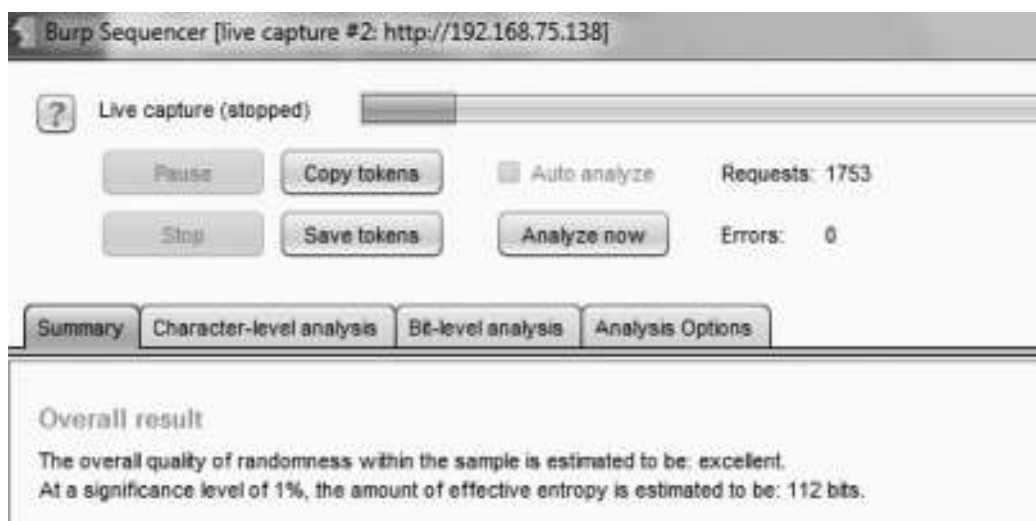 Burp Sequencer [live capture #2: http://192.168.75.138]
? Live capture (stopped)
Pause Copy tokens Auto analyze Requests: 1753
Stop Save tokens Analyze now Errors: 0
Summary Character-level analysis Bit-level analysis Analysis Options
Overall result
The overall quality of randomness within the sample is estimated to be: excellent.
At a significance level of 1%, the amount of effective entropy is estimated to be: 112 bits.